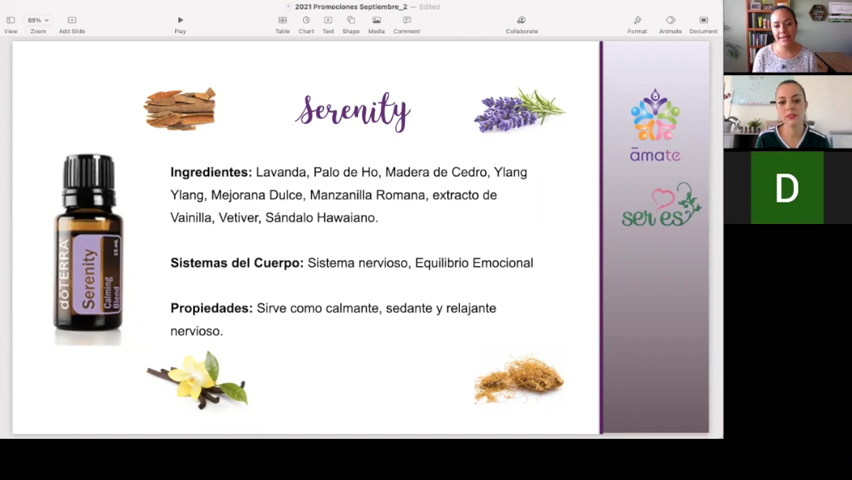 2021 Promociones Septiembre_2 — Edited
69%
View
Zoom
Add Slide
Play
Table
Chart
Text
Shape
Media
Comment
Collaborate
Format
Animate
Document
Serenity
Ingredientes: Lavanda, Palo de Ho, Madera de Cedro, Ylang
Ylang, Mejorana Dulce, Manzanilla Romana, extracto de
Vainilla, Vetiver, Sándalo Hawaiano.
Sistemas del Cuerpo: Sistema nervioso, Equilibrio Emocional
Propiedades: Sirve como calmante, sedante y relajante
nervioso.
dōTERRA
Serenity
Calming
Blend
15 mL
āmate
ser es
D